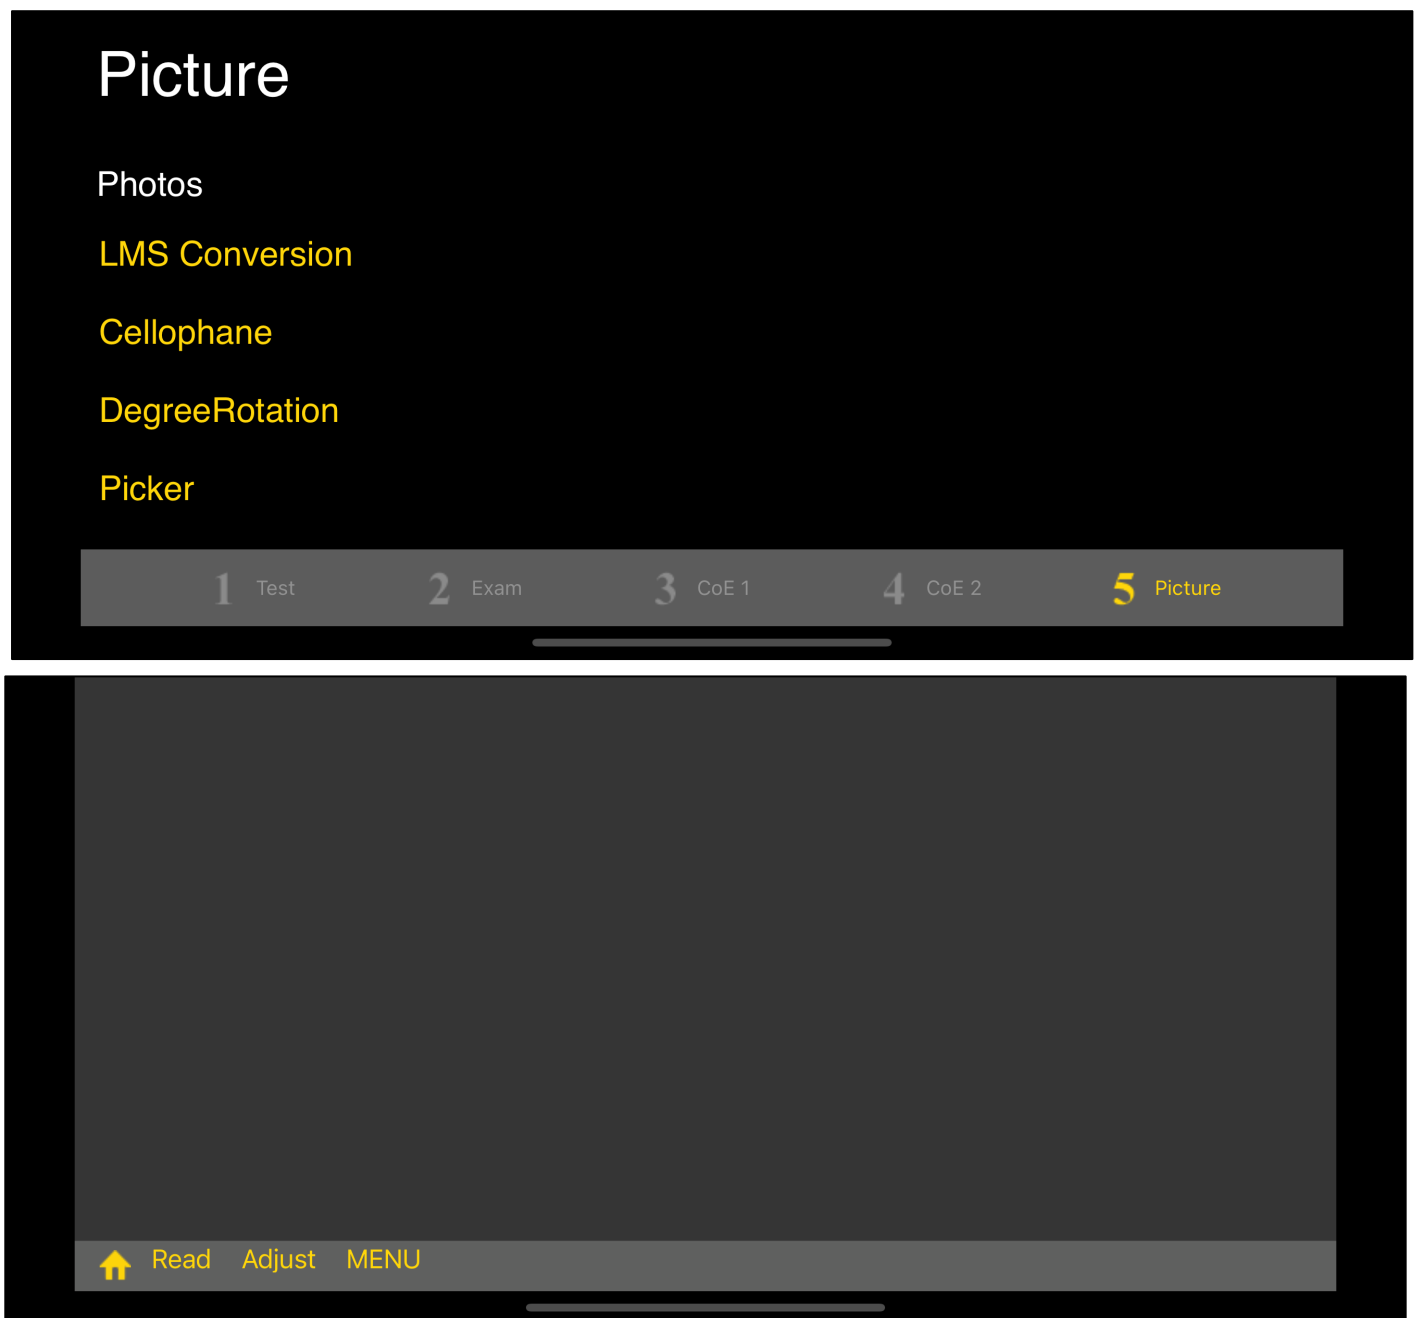 Picture
Photos
LMS Conversion
Cellophane
DegreeRotation
Picker
1 Test 2 Exam 3 CoE 1 4 CoE 2 5 Picture
Read Adjust MENU